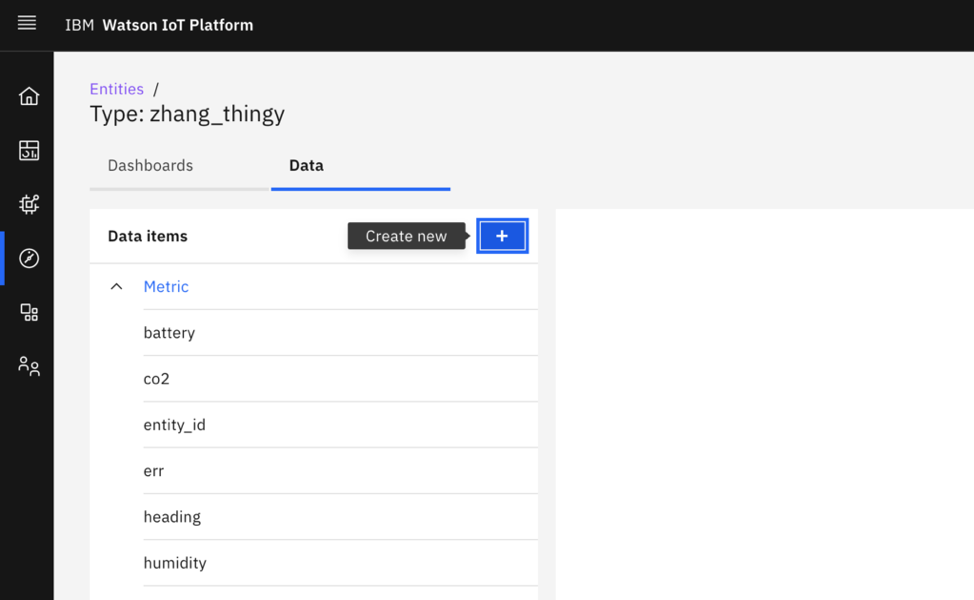 IBM Watson IoT Platform
Entities /
Type: zhang_thingy
Dashboards Data
Data items Create new +
Metric
battery
co2
entity_id
err
heading
humidity